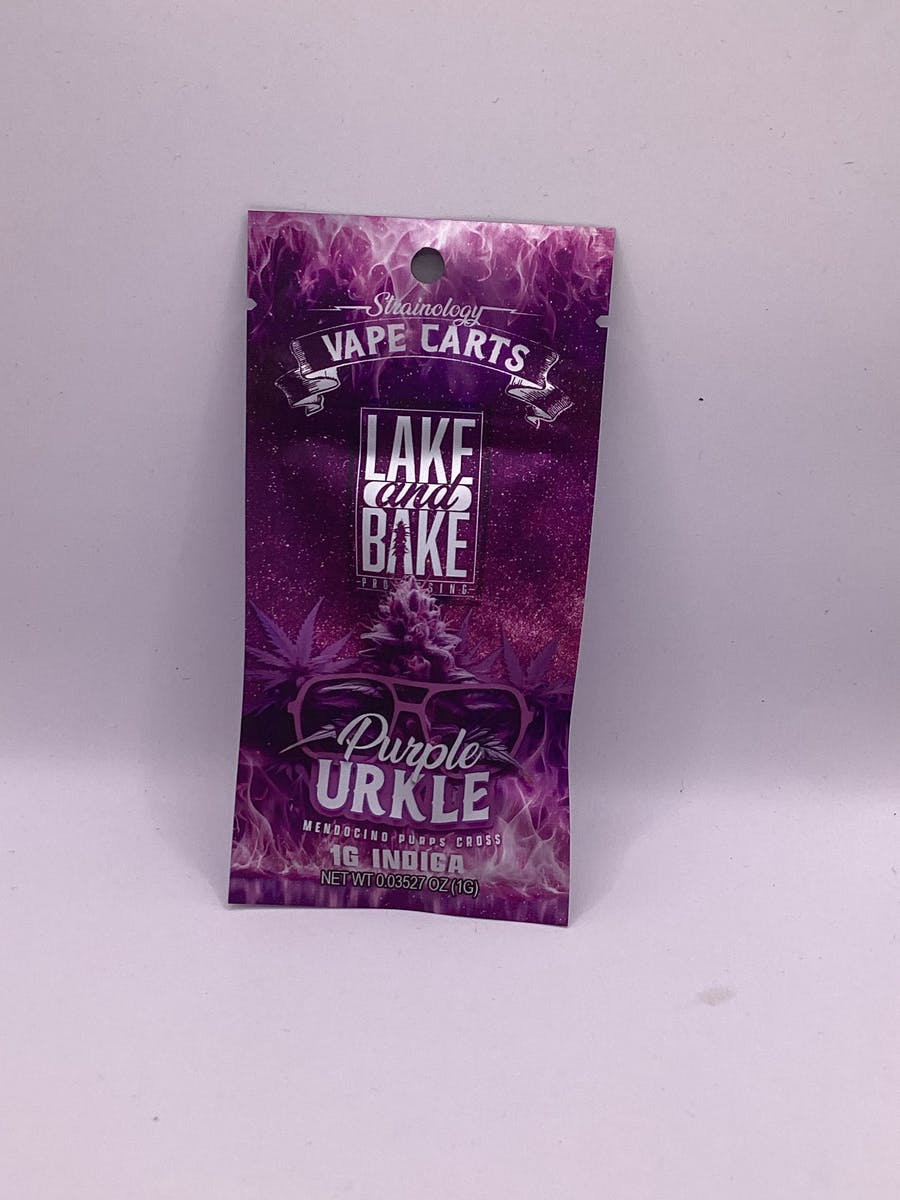 Strainology
VAPE CARTS
LAKE
and
BAKE
Purple
URKLE
MENDOCINO PURPS CROSS
1G INDICA
NET WT 0.03527 OZ (1G)